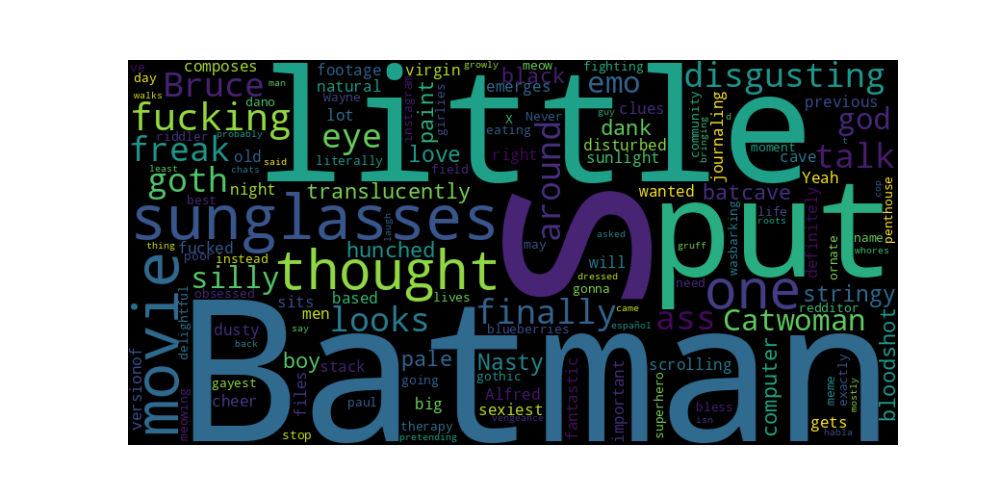 ve composes footage virgin growly meow fighting disgusting
day Bruce man natural black emo previous
walks Wayne emerges
little
fucking dano lot instagram girlies paint X Never guy clues community bringing journaling d god
riddler probably eye eating dank moment t
freak literally love right disturbed sunlight cave talk
old said least chats field around Yeah
goth night translucently wanted batcave life definitely cop penthouse
best roots
sunglasses S put
laugh asked wasbarking name whores
thing fucked hunched may gruff ornate
poor instead will
movie silly thought dressed need one
obsessed based gonna stringy
delightful sits lives came redditor
men looks finally ass Catwoman bloodshot
dusty say blueberries español
versionof back boy stack pale Nasty scrolling computer
Batman
gayest files going gothic Alfred fantastic important superhero meme exactly mostly
cheer paul big sexiest bless
meowing therapy vengeance isn gets
stop pretending habla